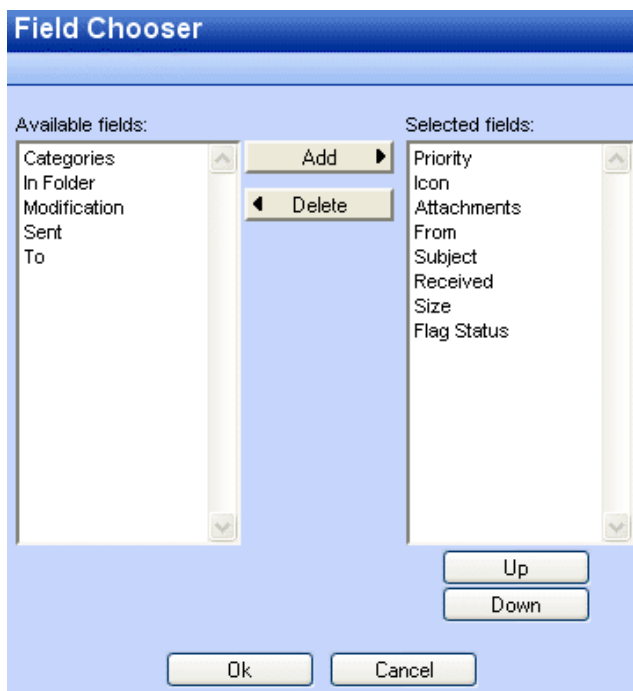 Field Chooser
Available fields:
Categories
In Folder
Modification
Sent
To
Add
Delete
Selected fields:
Priority
Icon
Attachments
From
Subject
Received
Size
Flag Status
Up
Down
Ok
Cancel